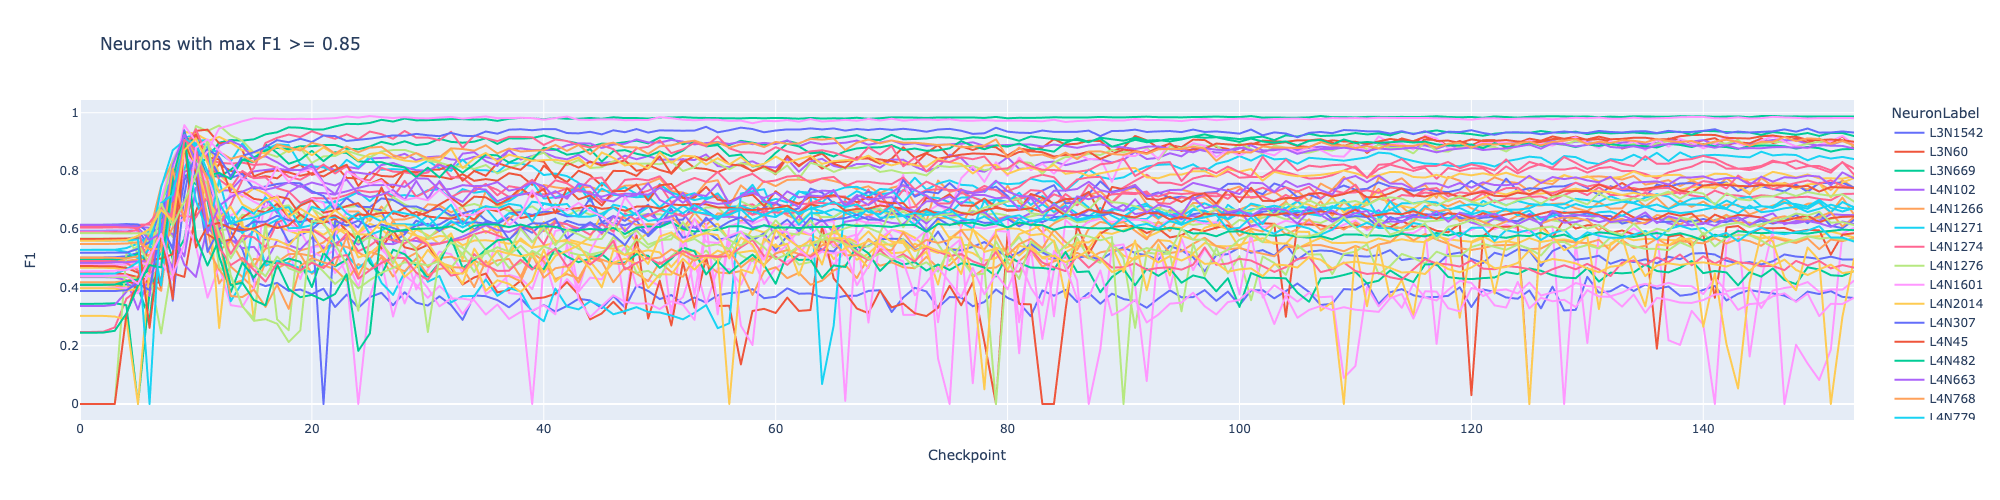 Neurons with max F1 >= 0.85
NeuronLabel
L3N1542
L3N60
L3N669
L4N102
L4N1266
L4N1271
L4N1274
L4N1276
L4N1601
L4N2014
L4N307
L4N45
L4N482
L4N663
L4N768
L4N779
F1
1
0.8
0.6
0.4
0.2
0
0 20 40 60 80 100 120 140
Checkpoint